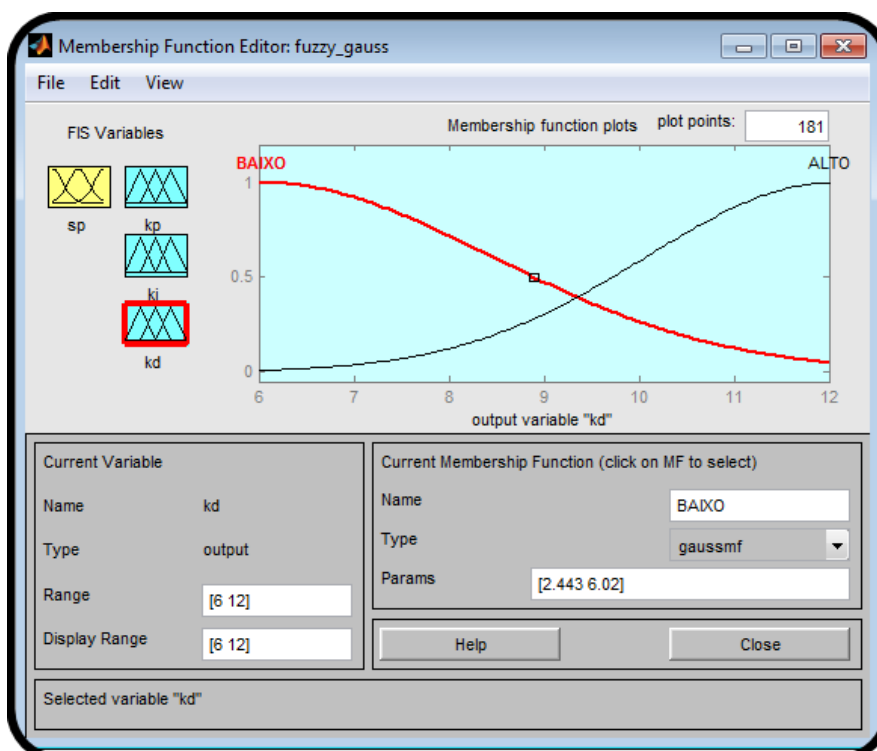 Membership Function Editor: fuzzy_gauss
File Edit View
FIS Variables
Membership function plots plot points: 181
BAIXO ALTO
sp kp
ki
kd
1
0.5
0
6 7 8 9 10 11 12
output variable "kd"
Current Variable
Name kd
Type output
Range [6 12]
Display Range [6 12]
Current Membership Function (click on MF to select)
Name BAIXO
Type gaussmf
Params [2.443 6.02]
Help Close
Selected variable "kd"